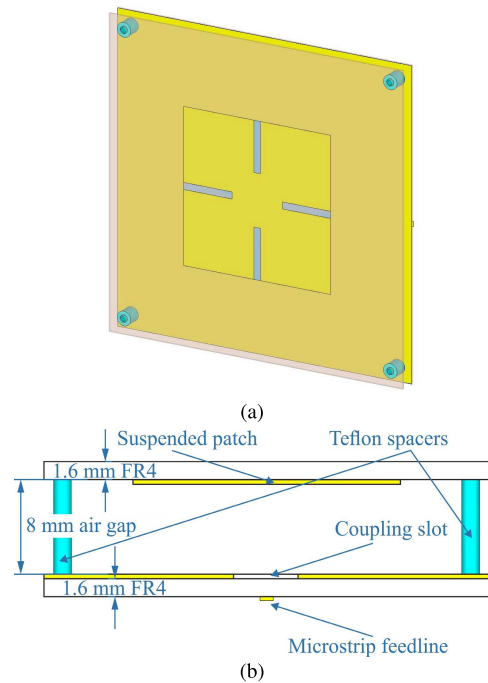 (a)
Suspended patch
Teflon spacers
1.6 mm FR4
8 mm air gap
Coupling slot
1.6 mm FR4
Microstrip feedline
(b)